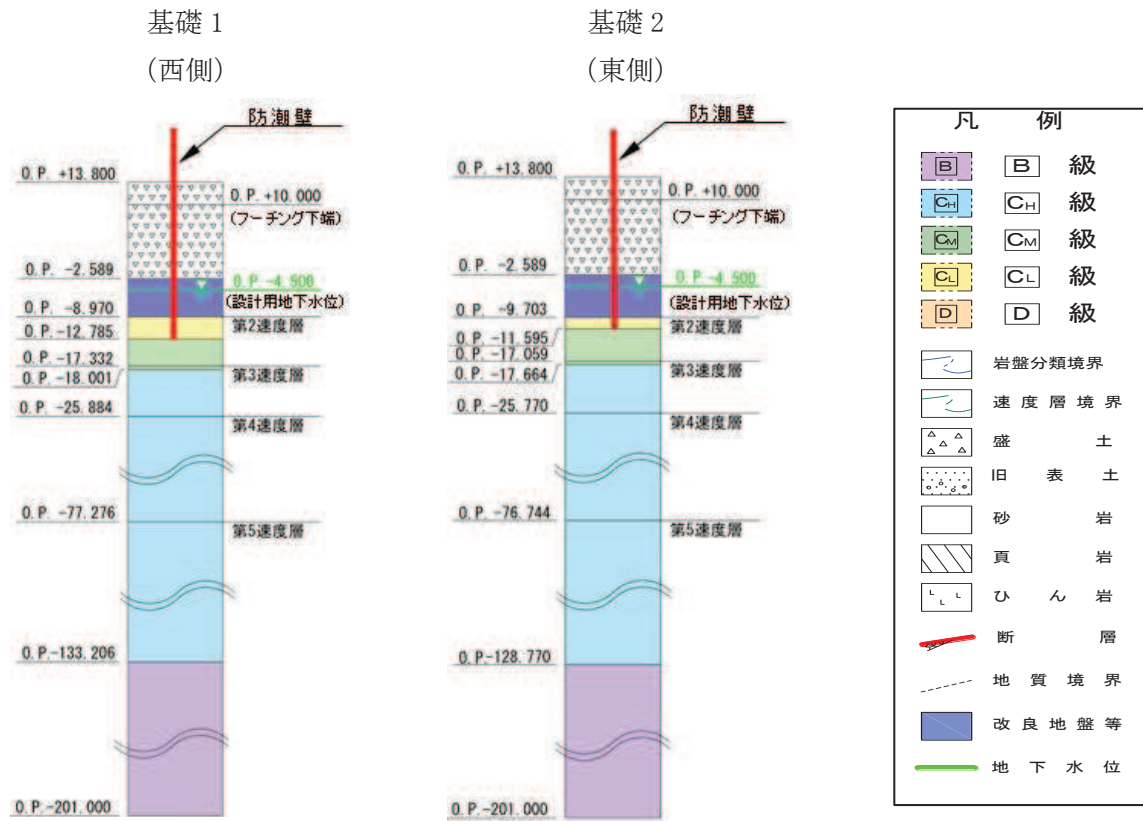 基礎1
(西側)
防潮壁
O.P. +13.800
O.P. +10.000
(フーチング下端)
O.P. -2.589
O.P. -4.500
(設計用地下水位)
O.P. -8.970
第2速度層
O.P. -12.785
O.P. -17.332
第3速度層
O.P. -18.001
O.P. -25.884
第4速度層
O.P. -77.276
第5速度層
O.P.-133.206
O.P.-201.000
基礎2
(東側)
防潮壁
O.P. +13.800
O.P. +10.000
(フーチング下端)
O.P. -2.589
O.P. -4.500
(設計用地下水位)
O.P. -9.703
第2速度層
O.P. -11.595
O.P. -17.059
第3速度層
O.P. -17.664
O.P. -25.770
第4速度層
O.P. -76.744
第5速度層
O.P-128.770
O.P.-201.000
凡 例
B B 級
CH CH 級
CM CM 級
CL CL 級
D D 級
岩盤分類境界
速度層境界
盛土
旧表土
砂岩
頁岩
ひん岩
断層
地質境界
改良地盤等
地下水位